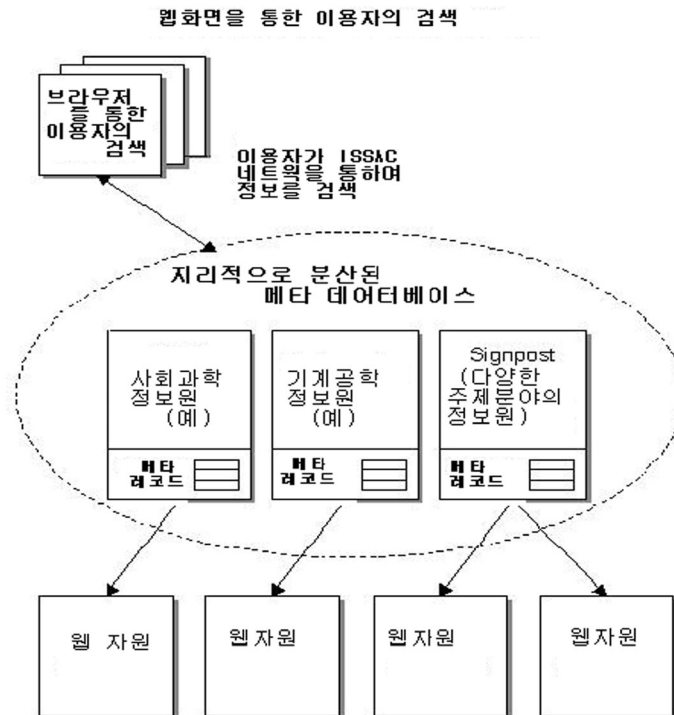 웹화면을 통한 이용자의 검색
브라우저
를 통한
이용자의
검색
이용자가 ISSAC
네트웍을 통하여
정보를 검색
지리적으로 분산된
메타 데어터베이스
사회과학
정보원
(예)
메타
레코드
기계공학
정보원
(예)
메타
레코드
Signpost
(다양한
주제분야의
정보원)
메타
레코드
웹 자원
웹자원
웹자원
웹자원